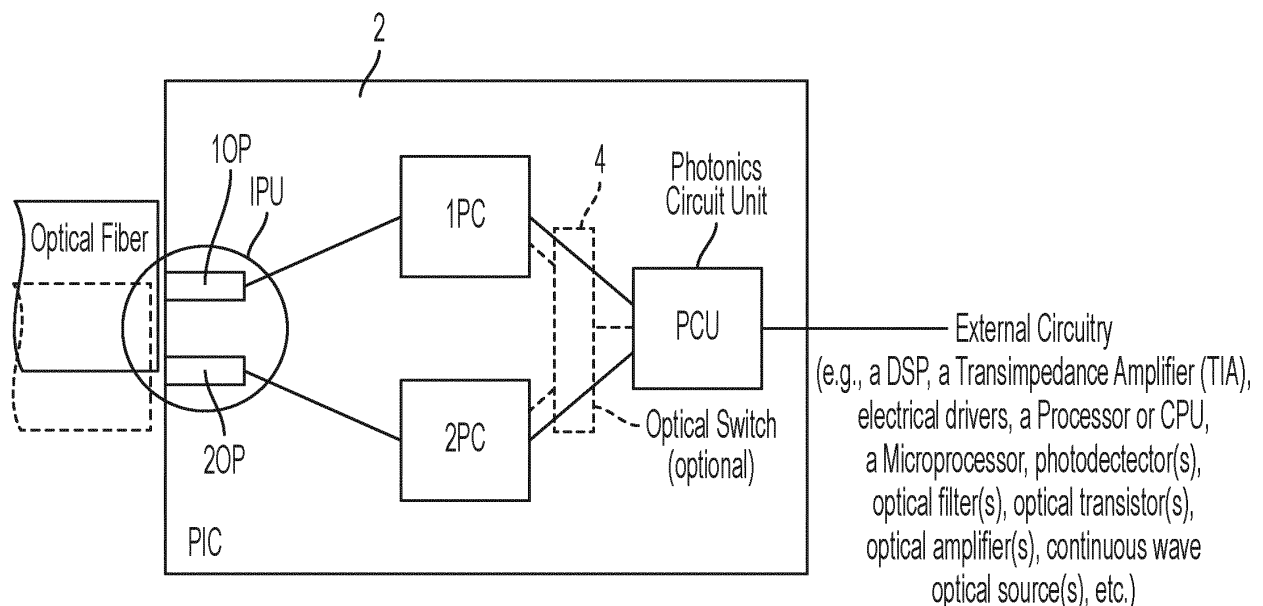 2
10P
IPU
Optical Fiber
1PC
4
Photonics
Circuit Unit
PCU
External Circuitry
(e.g., a DSP, a Transimpedance Amplifier (TIA),
electrical drivers, a Processor or CPU,
a Microprocessor, photodectector(s),
optical filter(s), optical transistor(s),
optical amplifier(s), continuous wave
optical source(s), etc.)
2PC
Optical Switch
(optional)
20P
PIC